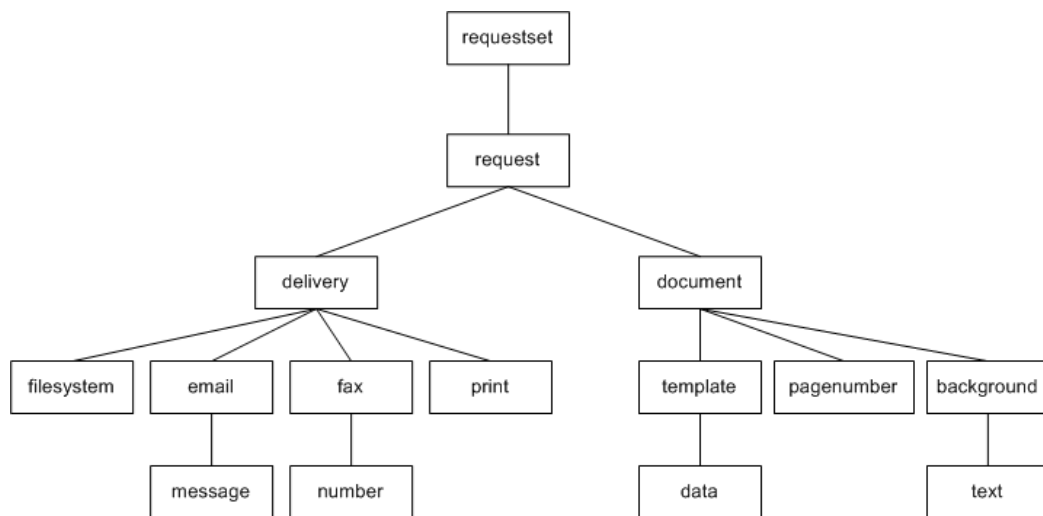 requestset
request
delivery
document
filesystem
email
fax
print
template
pagenumber
background
message
number
data
text